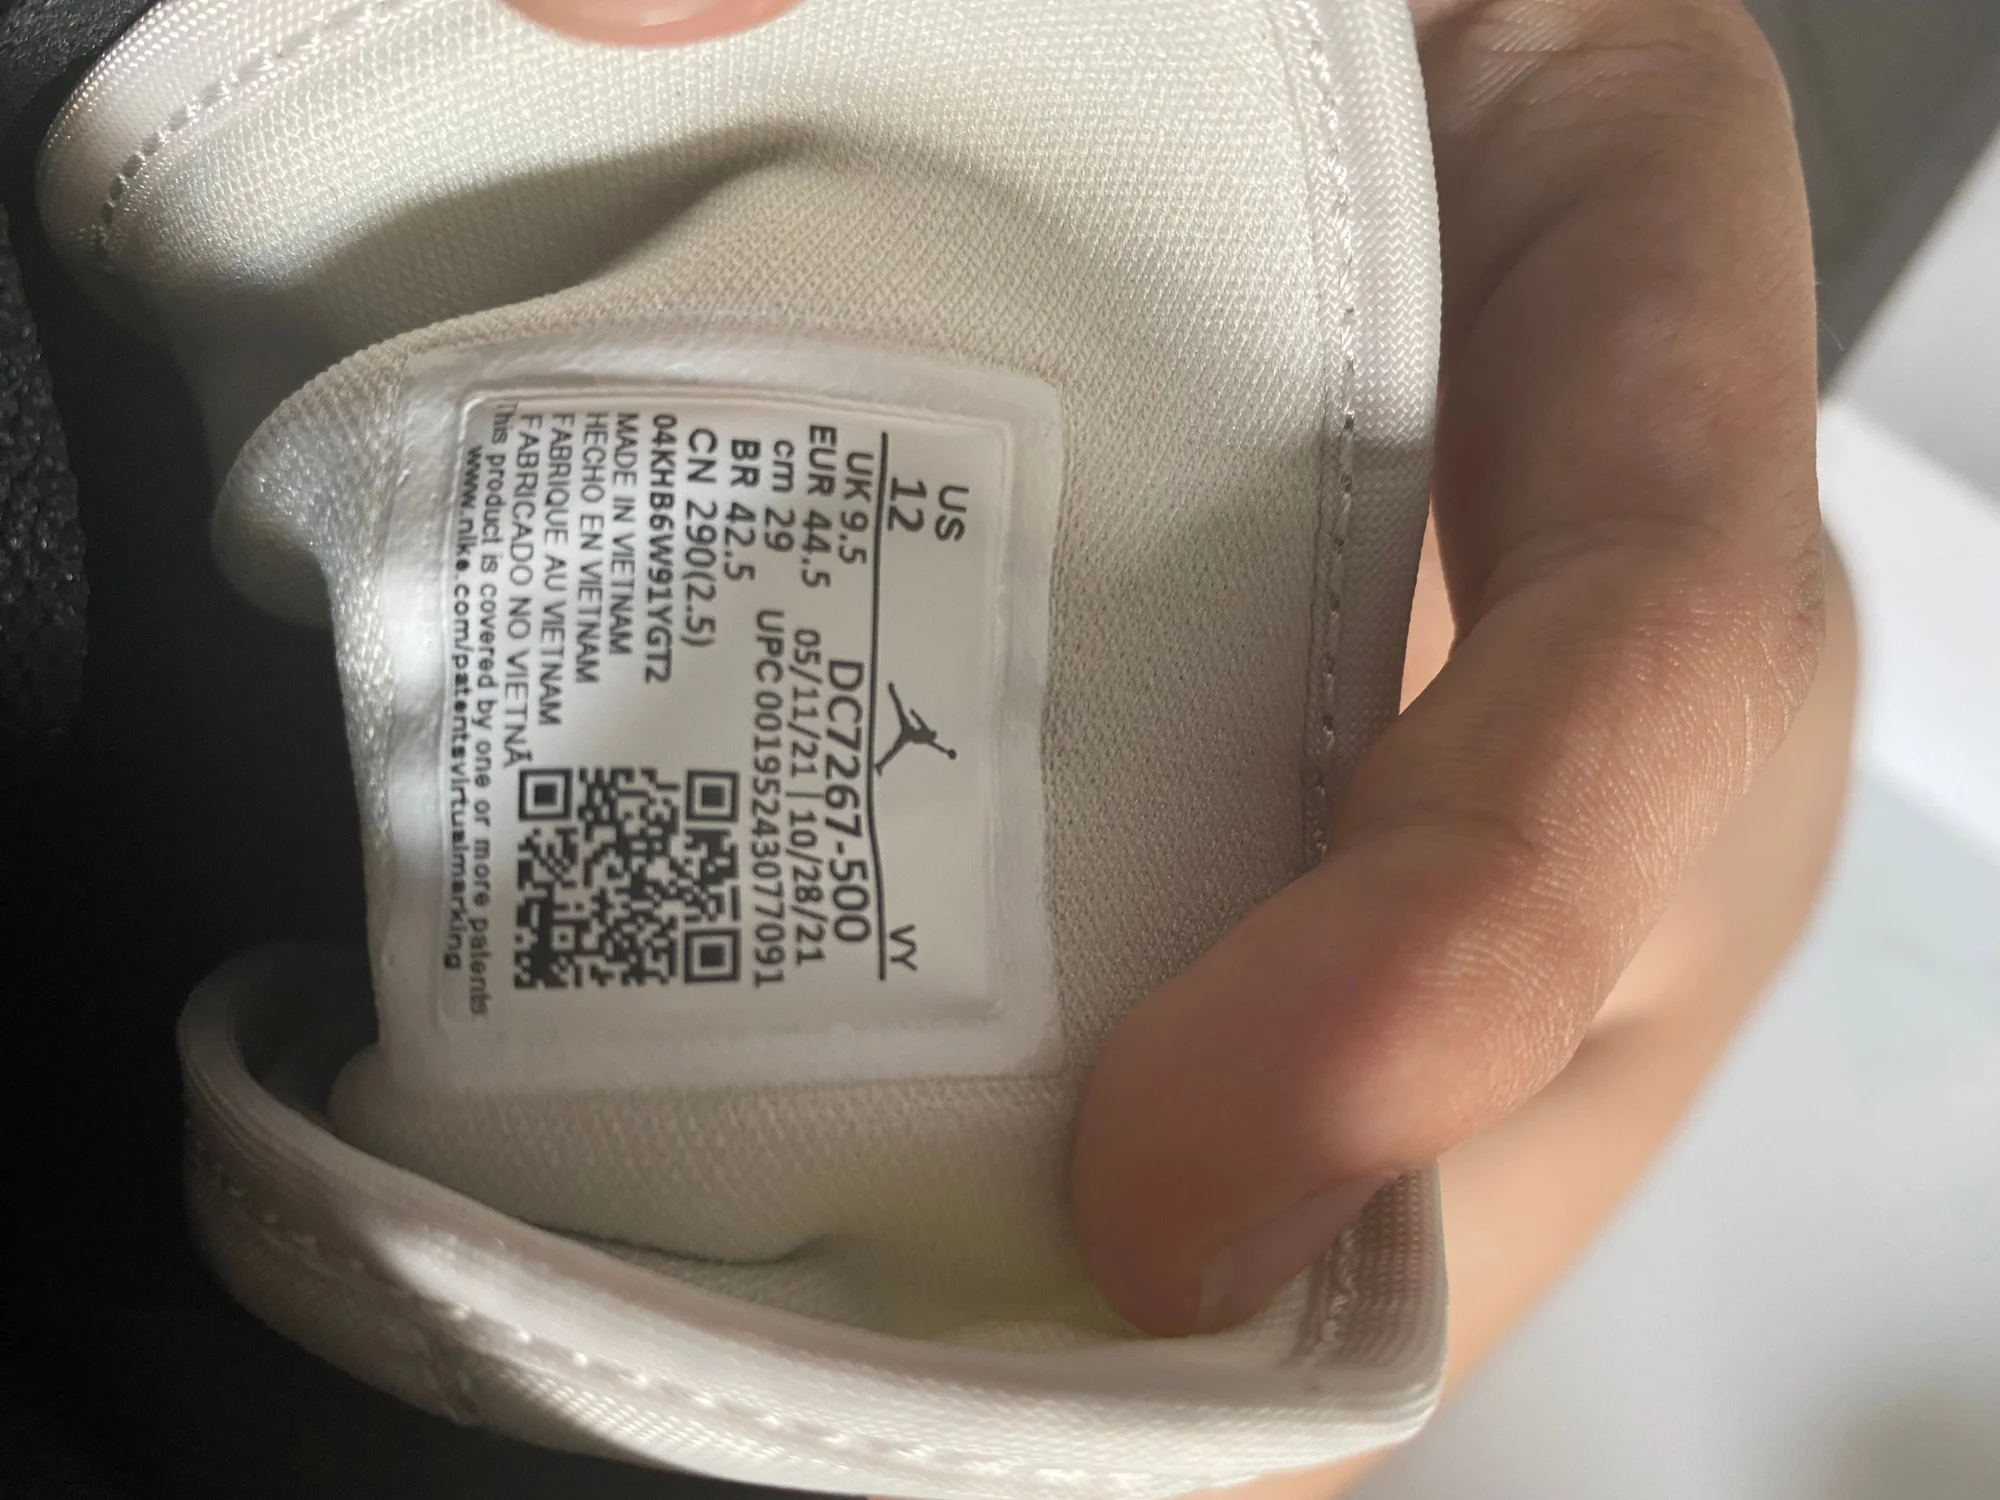 US
12
VY
UK 9.5
DC7267-500
EUR 44.5
05/11/21 | 10/28/21
cm 29
UPC 00195243077091
BR 42.5
CN 290(2.5)
04KHB6W91YGT2
MADE IN VIETNAM
HECHO EN VIETNAM
FABRIQUE AU VIETNAM
FABRICADO NO VIETNÃ
This product is covered by one or more patents.
www.nike.com/patentsvirtualmarking